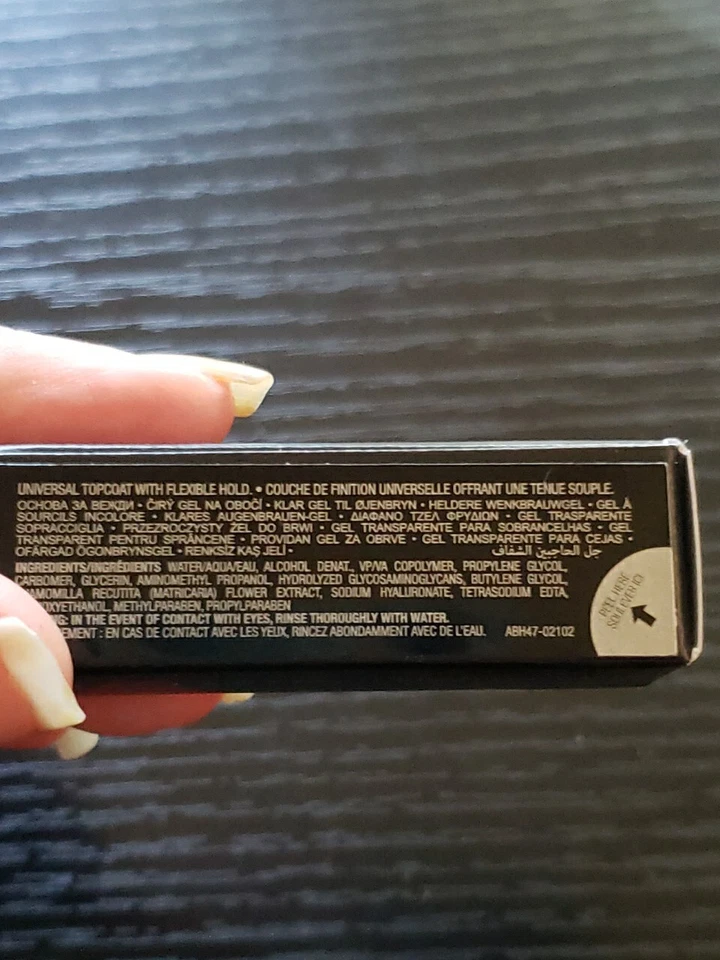 UNIVERSAL TOPCOAT WITH FLEXIBLE HOLD. • COUCHE DE FINITION UNIVERSELLE OFFRANT UNE TENUE SOUPLE.
ОСНОВА ЗА ВЕЖДИ • ČIRÝ GEL NA OBOČÍ • KLAR GEL TIL ØJENBRYN • HELDERE WENKBRAUWGEL • GEL À
SOURCILS INCOLORE • KLARES AUGENBRAUEN-GEL • ΔΙΑΦΑΝΟ ΤΖΕΛ ΦΡΥΔΙΩΝ • GEL TRASPARENTE
SOPRACCIGLIA • PRZEZROCZYSTY ŻEL DO BRWI • GEL TRANSPARENTE PARA SOBRANCELHAS • GEL
TRANSPARENT PENTRU SPRÂNCENE • PROVIDAN GEL ZA OBRVE • GEL TRANSPARENTE PARA CEJAS •
OFÄRGAD ÖGONBRYNSGEL • RENKSİZ KAŞ JELİ • جل الحاجبين الشفاف
INGREDIENTS/INGRÉDIENTS WATER/AQUA/EAU, ALCOHOL DENAT., VP/VA COPOLYMER, PROPYLENE GLYCOL,
CARBOMER, GLYCERIN, AMINOMETHYL PROPANOL, HYDROLYZED GLYCOSAMINOGLYCANS, BUTYLENE GLYCOL,
RECUTITA (MATRICARIA) FLOWER EXTRACT, SODIUM HYALURONATE, TETRASODIUM EDTA,
METHYLPARABEN, PROPYLPARABEN
IN THE EVENT OF CONTACT WITH EYES, RINSE THOROUGHLY WITH WATER.
EN CAS DE CONTACT AVEC LES YEUX, RINCEZ ABONDAMMENT AVEC DE L'EAU. ABH47-02102
PEEL HERE
SOULEVER ICI